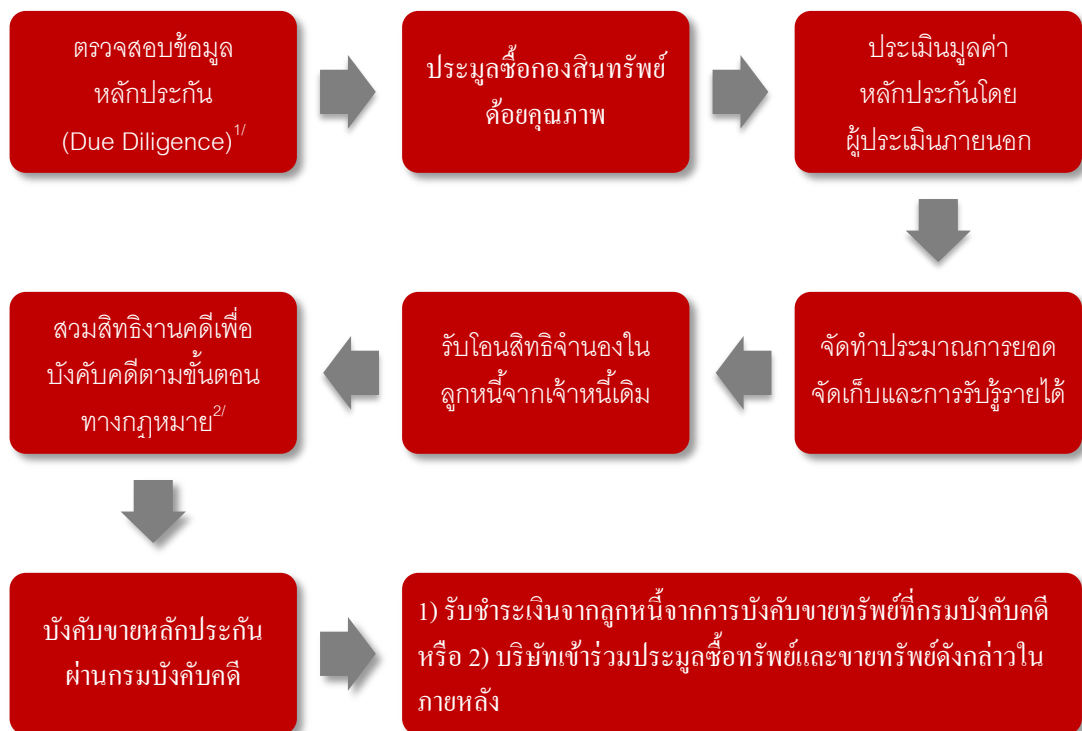 ตรวจสอบข้อมูล
หลักประกัน
(Due Diligence)1/
ประมูลซื้อกองสินทรัพย์
ด้อยคุณภาพ
ประเมินมูลค่า
หลักประกันโดย
ผู้ประเมินภายนอก
จัดทำประมาณการยอด
จัดเก็บและการรับรู้รายได้
รับโอนสิทธิจำนองใน
ลูกหนี้จากเจ้าหนี้เดิม
สวมสิทธิงานคดีเพื่อ
บังคับคดีตามขั้นตอน
ทางกฎหมาย2/
บังคับขายหลักประกัน
ผ่านกรมบังคับคดี
1) รับชำระเงินจากลูกหนี้จากการบังคับขายทรัพย์ที่กรมบังคับคดี
หรือ 2) บริษัทเข้าร่วมประมูลซื้อทรัพย์และขายทรัพย์ดังกล่าวใน
ภายหลัง